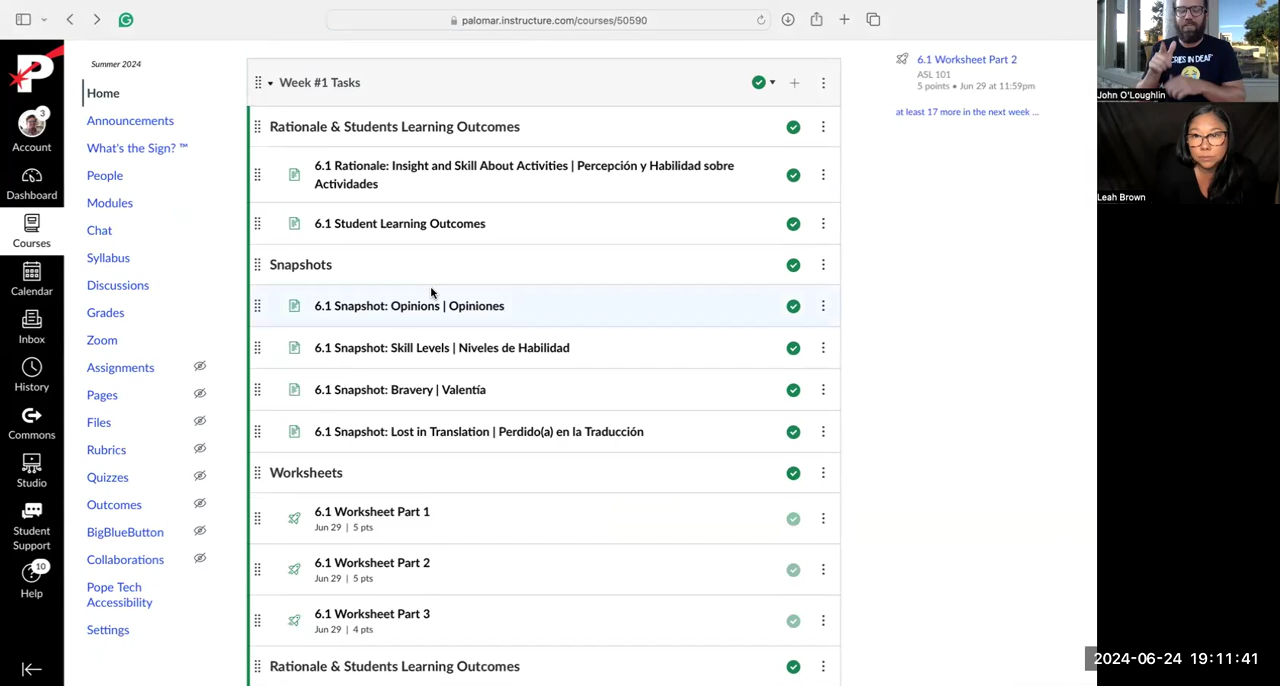 palomar.instructure.com/courses/50590
P
3
Account
Dashboard
Courses
Calendar
Inbox
History
Commons
Studio
Student
Support
10
Help
Summer 2024
Home
Announcements
What's the Sign? ™
People
Modules
Chat
Syllabus
Discussions
Grades
Zoom
Assignments
Pages
Files
Rubrics
Quizzes
Outcomes
BigBlueButton
Collaborations
Pope Tech
Accessibility
Settings
Week #1 Tasks
Rationale & Students Learning Outcomes
6.1 Rationale: Insight and Skill About Activities | Percepción y Habilidad sobre
Actividades
6.1 Student Learning Outcomes
Snapshots
6.1 Snapshot: Opinions | Opiniones
6.1 Snapshot: Skill Levels | Niveles de Habilidad
6.1 Snapshot: Bravery | Valentía
6.1 Snapshot: Lost in Translation | Perdido(a) en la Traducción
Worksheets
6.1 Worksheet Part 1
Jun 29 | 5 pts
6.1 Worksheet Part 2
Jun 29 | 5 pts
6.1 Worksheet Part 3
Jun 29 | 4 pts
Rationale & Students Learning Outcomes
6.1 Worksheet Part 2
ASL 101
5 points • Jun 29 at 11:59pm
at least 17 more in the next week ...
IES IN DEAF
John O'Loughlin
Leah Brown
2024-06-24 19:11:41